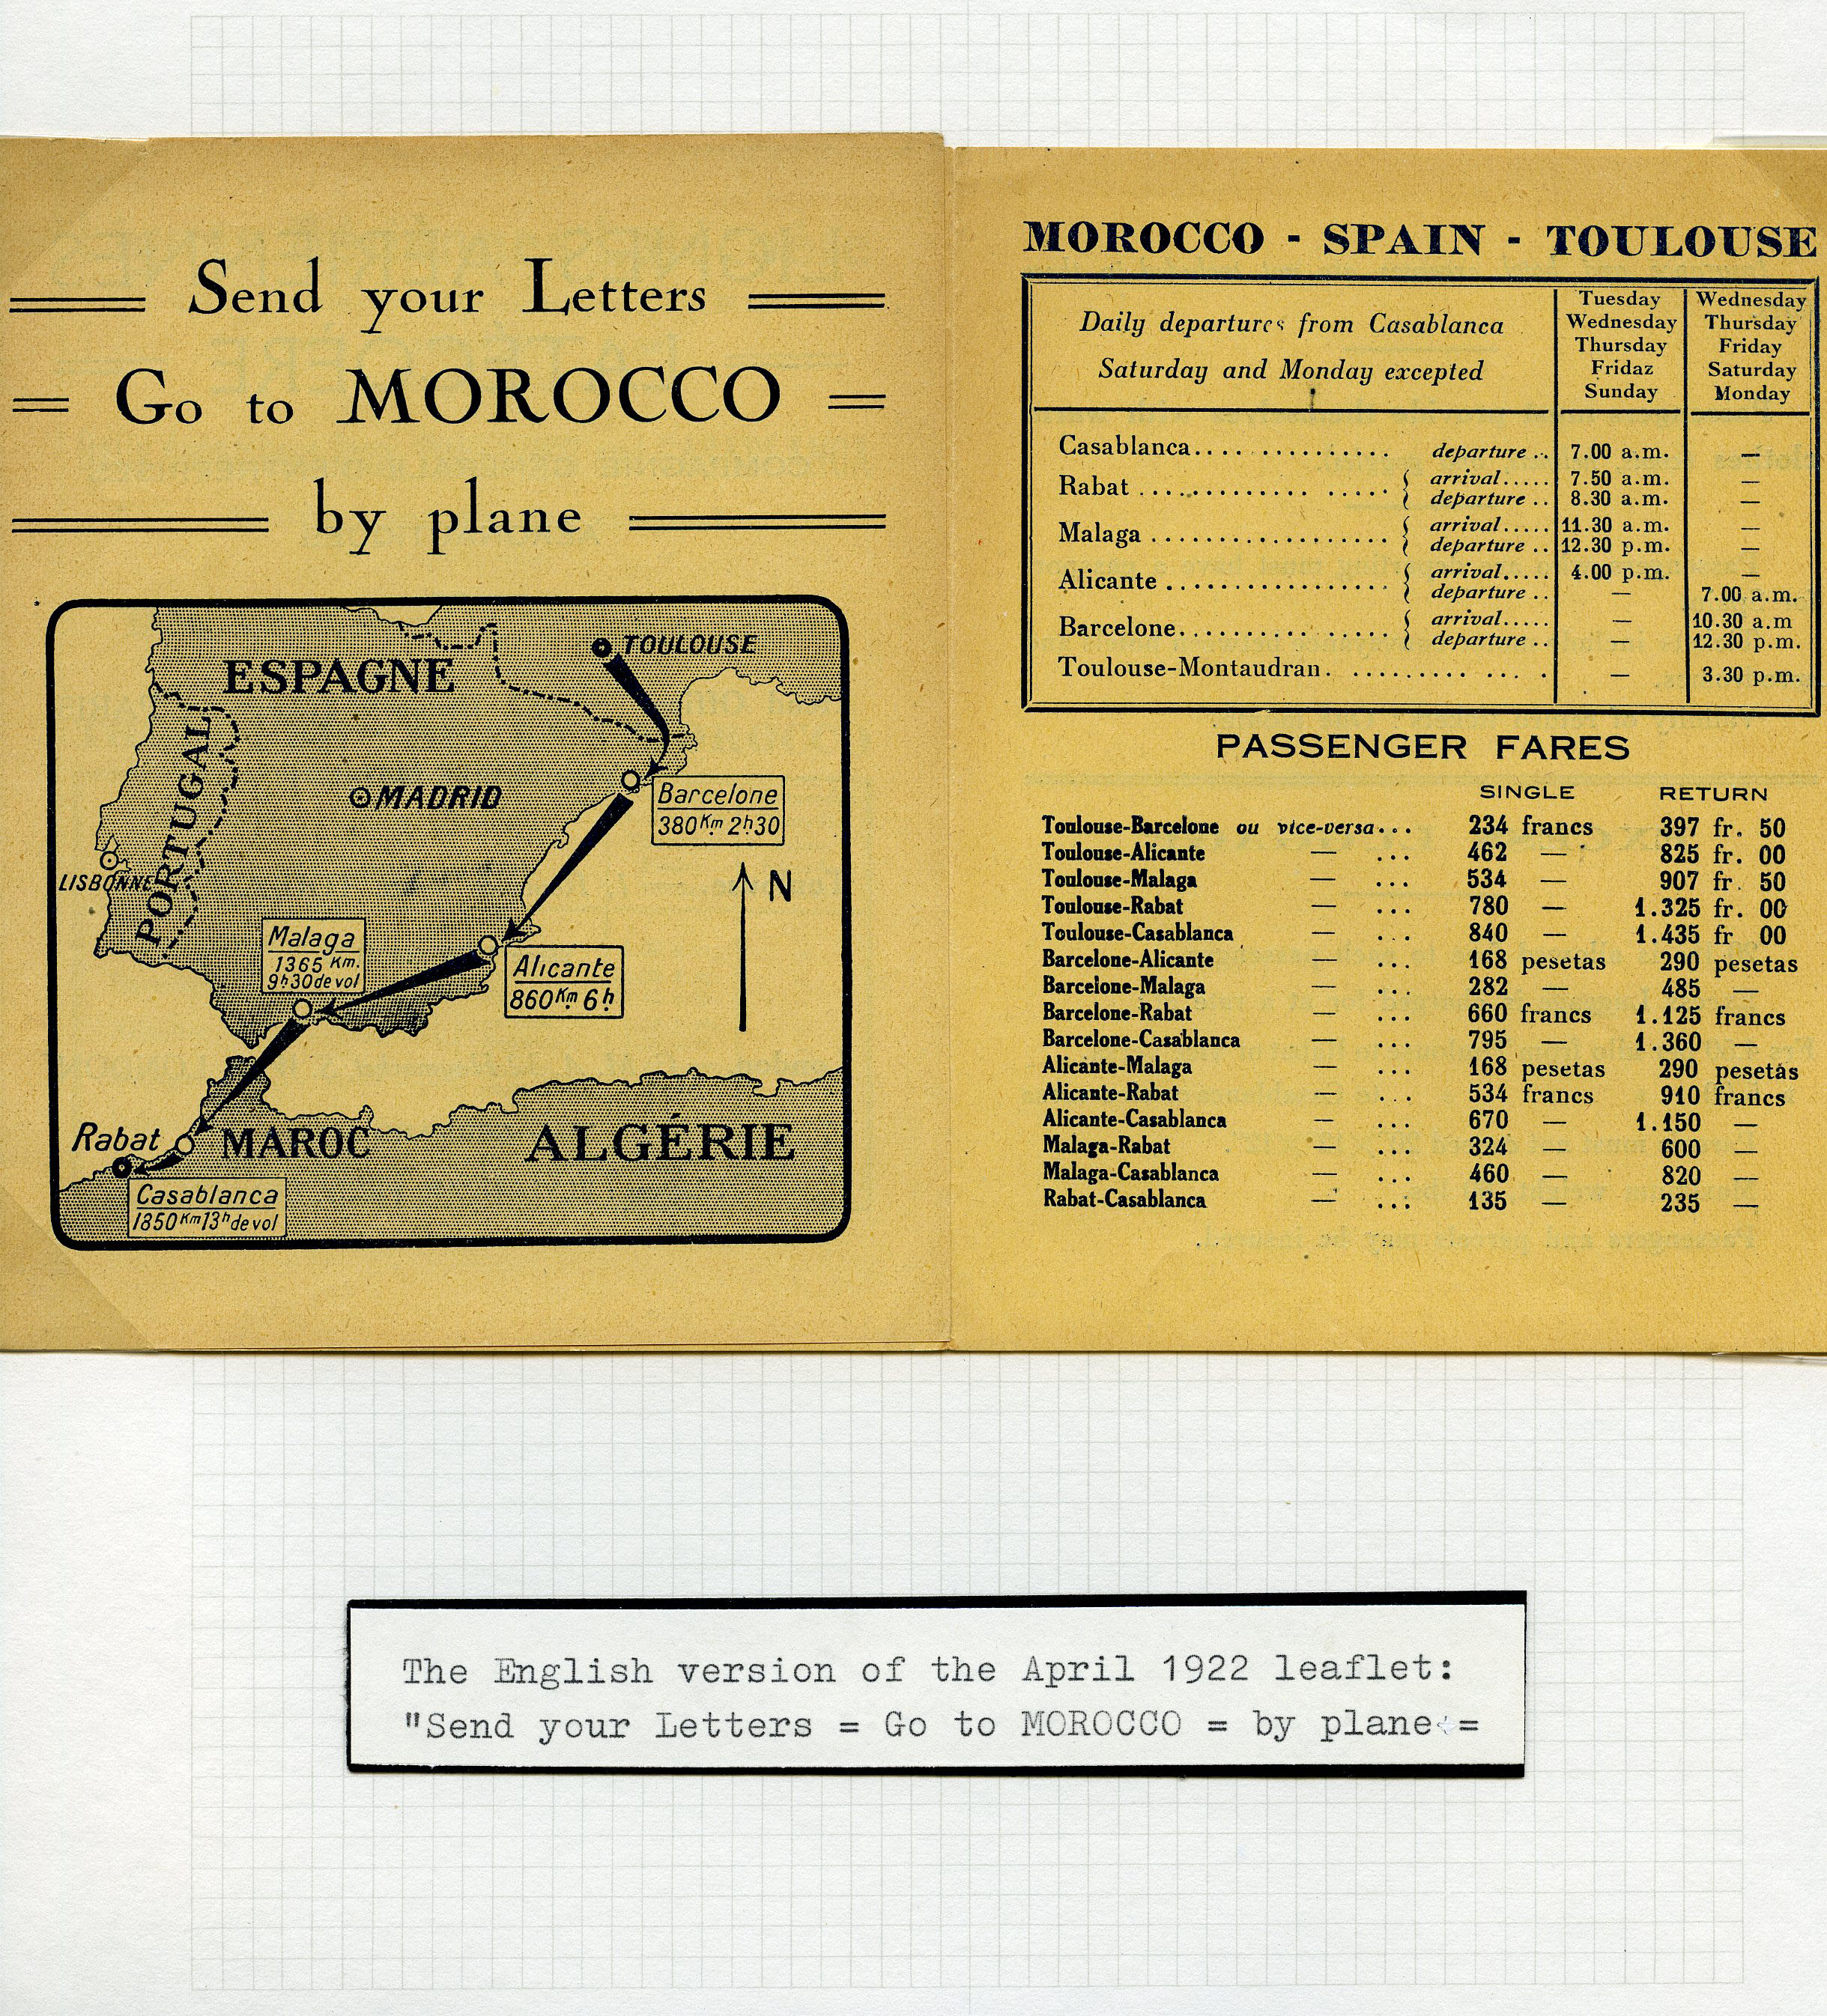 Send your Letters
Go to MOROCCO
by plane
ESPAGNE
TOULOUSE
PORTUGAL
MADRID
Barcelone
380 Km 2h30
LISBONNE
N
Malaga
1365 Km.
9h30 de vol
Alicante
860 Km 6h
Rabat
MAROC
ALGÉRIE
Casablanca
1850 Km 13h de vol
MOROCCO - SPAIN - TOULOUSE
Daily departures from Casablanca
Saturday and Monday excepted
Tuesday
Wednesday
Thursday
Fridaz
Sunday
Wednesday
Thursday
Friday
Saturday
Monday
Casablanca.... ............. departure .. 7.00 a.m. —
Rabat ............ ..... arrival..... 7.50 a.m. —
departure .. 8.30 a.m. —
Malaga .................. arrival..... 11.30 a.m. —
departure .. 12.30 p.m. —
Alicante ................. arrival..... 4.00 p.m. —
departure .. — 7.00 a.m.
Barcelone.......... ..... arrival..... — 10.30 a.m
departure .. — 12.30 p.m.
Toulouse-Montaudran. ......... ... . — 3.30 p.m.
PASSENGER FARES
SINGLE RETURN
Toulouse-Barcelone ou vice-versa... 234 francs 397 fr. 50
Toulouse-Alicante — ... 462 — 825 fr. 00
Toulouse-Malaga — ... 534 — 907 fr. 50
Toulouse-Rabat — ... 780 — 1.325 fr. 00
Toulouse-Casablanca — ... 840 — 1.435 fr 00
Barcelone-Alicante — ... 168 pesetas 290 pesetas
Barcelone-Malaga — ... 282 — 485 —
Barcelone-Rabat — ... 660 francs 1.125 francs
Barcelone-Casablanca — ... 795 — 1.360 —
Alicante-Malaga — ... 168 pesetas 290 pesetas
Alicante-Rabat — ... 534 francs 910 francs
Alicante-Casablanca — ... 670 — 1.150 —
Malaga-Rabat — ... 324 — 600 —
Malaga-Casablanca — ... 460 — 820 —
Rabat-Casablanca — ... 135 — 235 —
The English version of the April 1922 leaflet:
"Send your Letters = Go to MOROCCO = by plane =